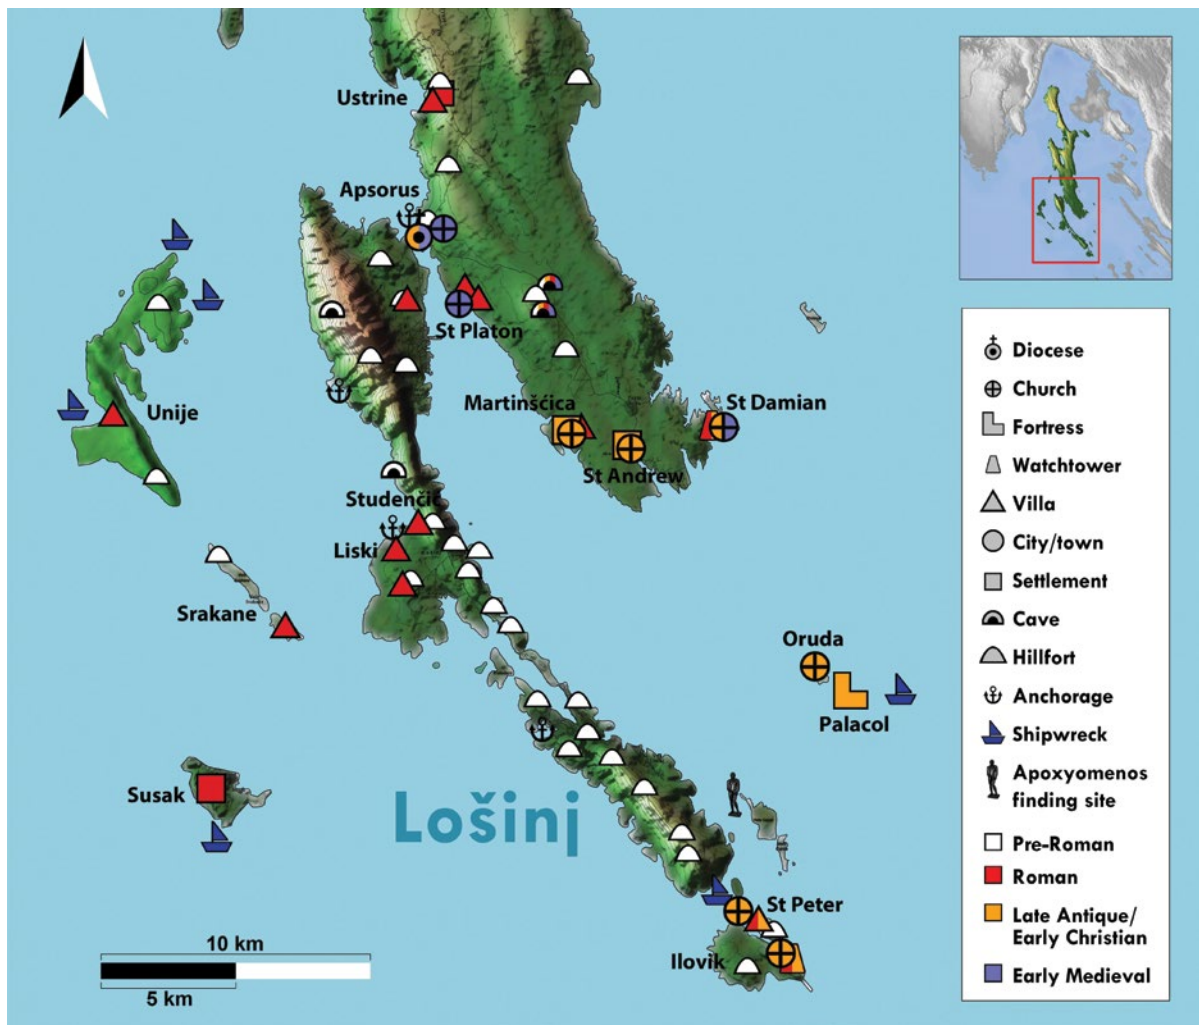 Ustrine
Apsorus
St Platon
Unije
Martinšćica
St Damian
St Andrew
Studenčić
Liski
Srakane
Oruda
Palacol
Susak
Lošinj
St Peter
Ilovik
10 km
5 km
Diocese
Church
Fortress
Watchtower
Villa
City/town
Settlement
Cave
Hillfort
Anchorage
Shipwreck
Apoxyomenos
finding site
Pre-Roman
Roman
Late Antique/
Early Christian
Early Medieval